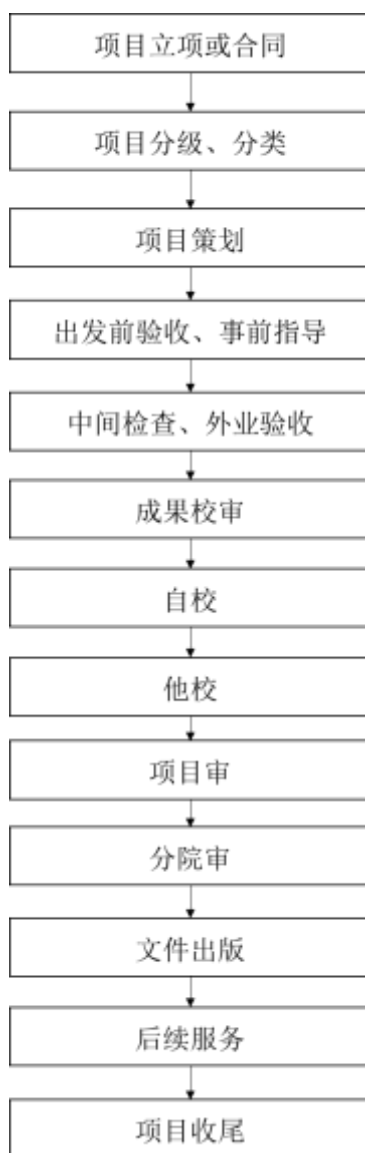 项目立项或合同
项目分级、分类
项目策划
出发前验收、事前指导
中间检查、外业验收
成果校审
自校
他校
项目审
分院审
文件出版
后续服务
项目收尾